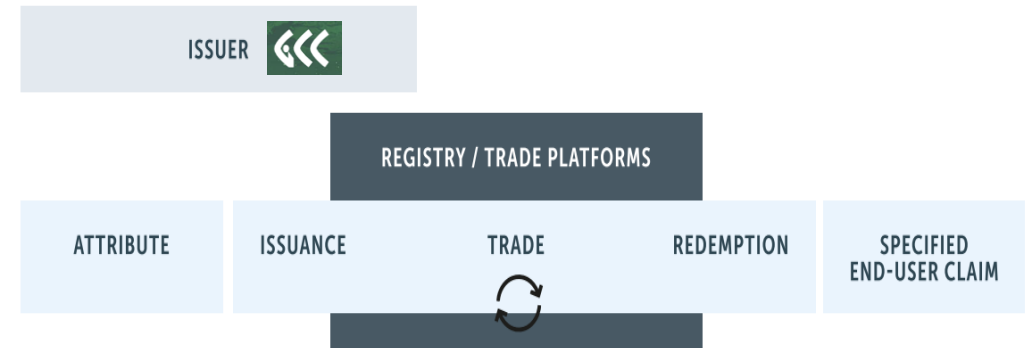 ISSUER
REGISTRY / TRADE PLATFORMS
ATTRIBUTE
ISSUANCE
TRADE
REDEMPTION
SPECIFIED
END-USER CLAIM